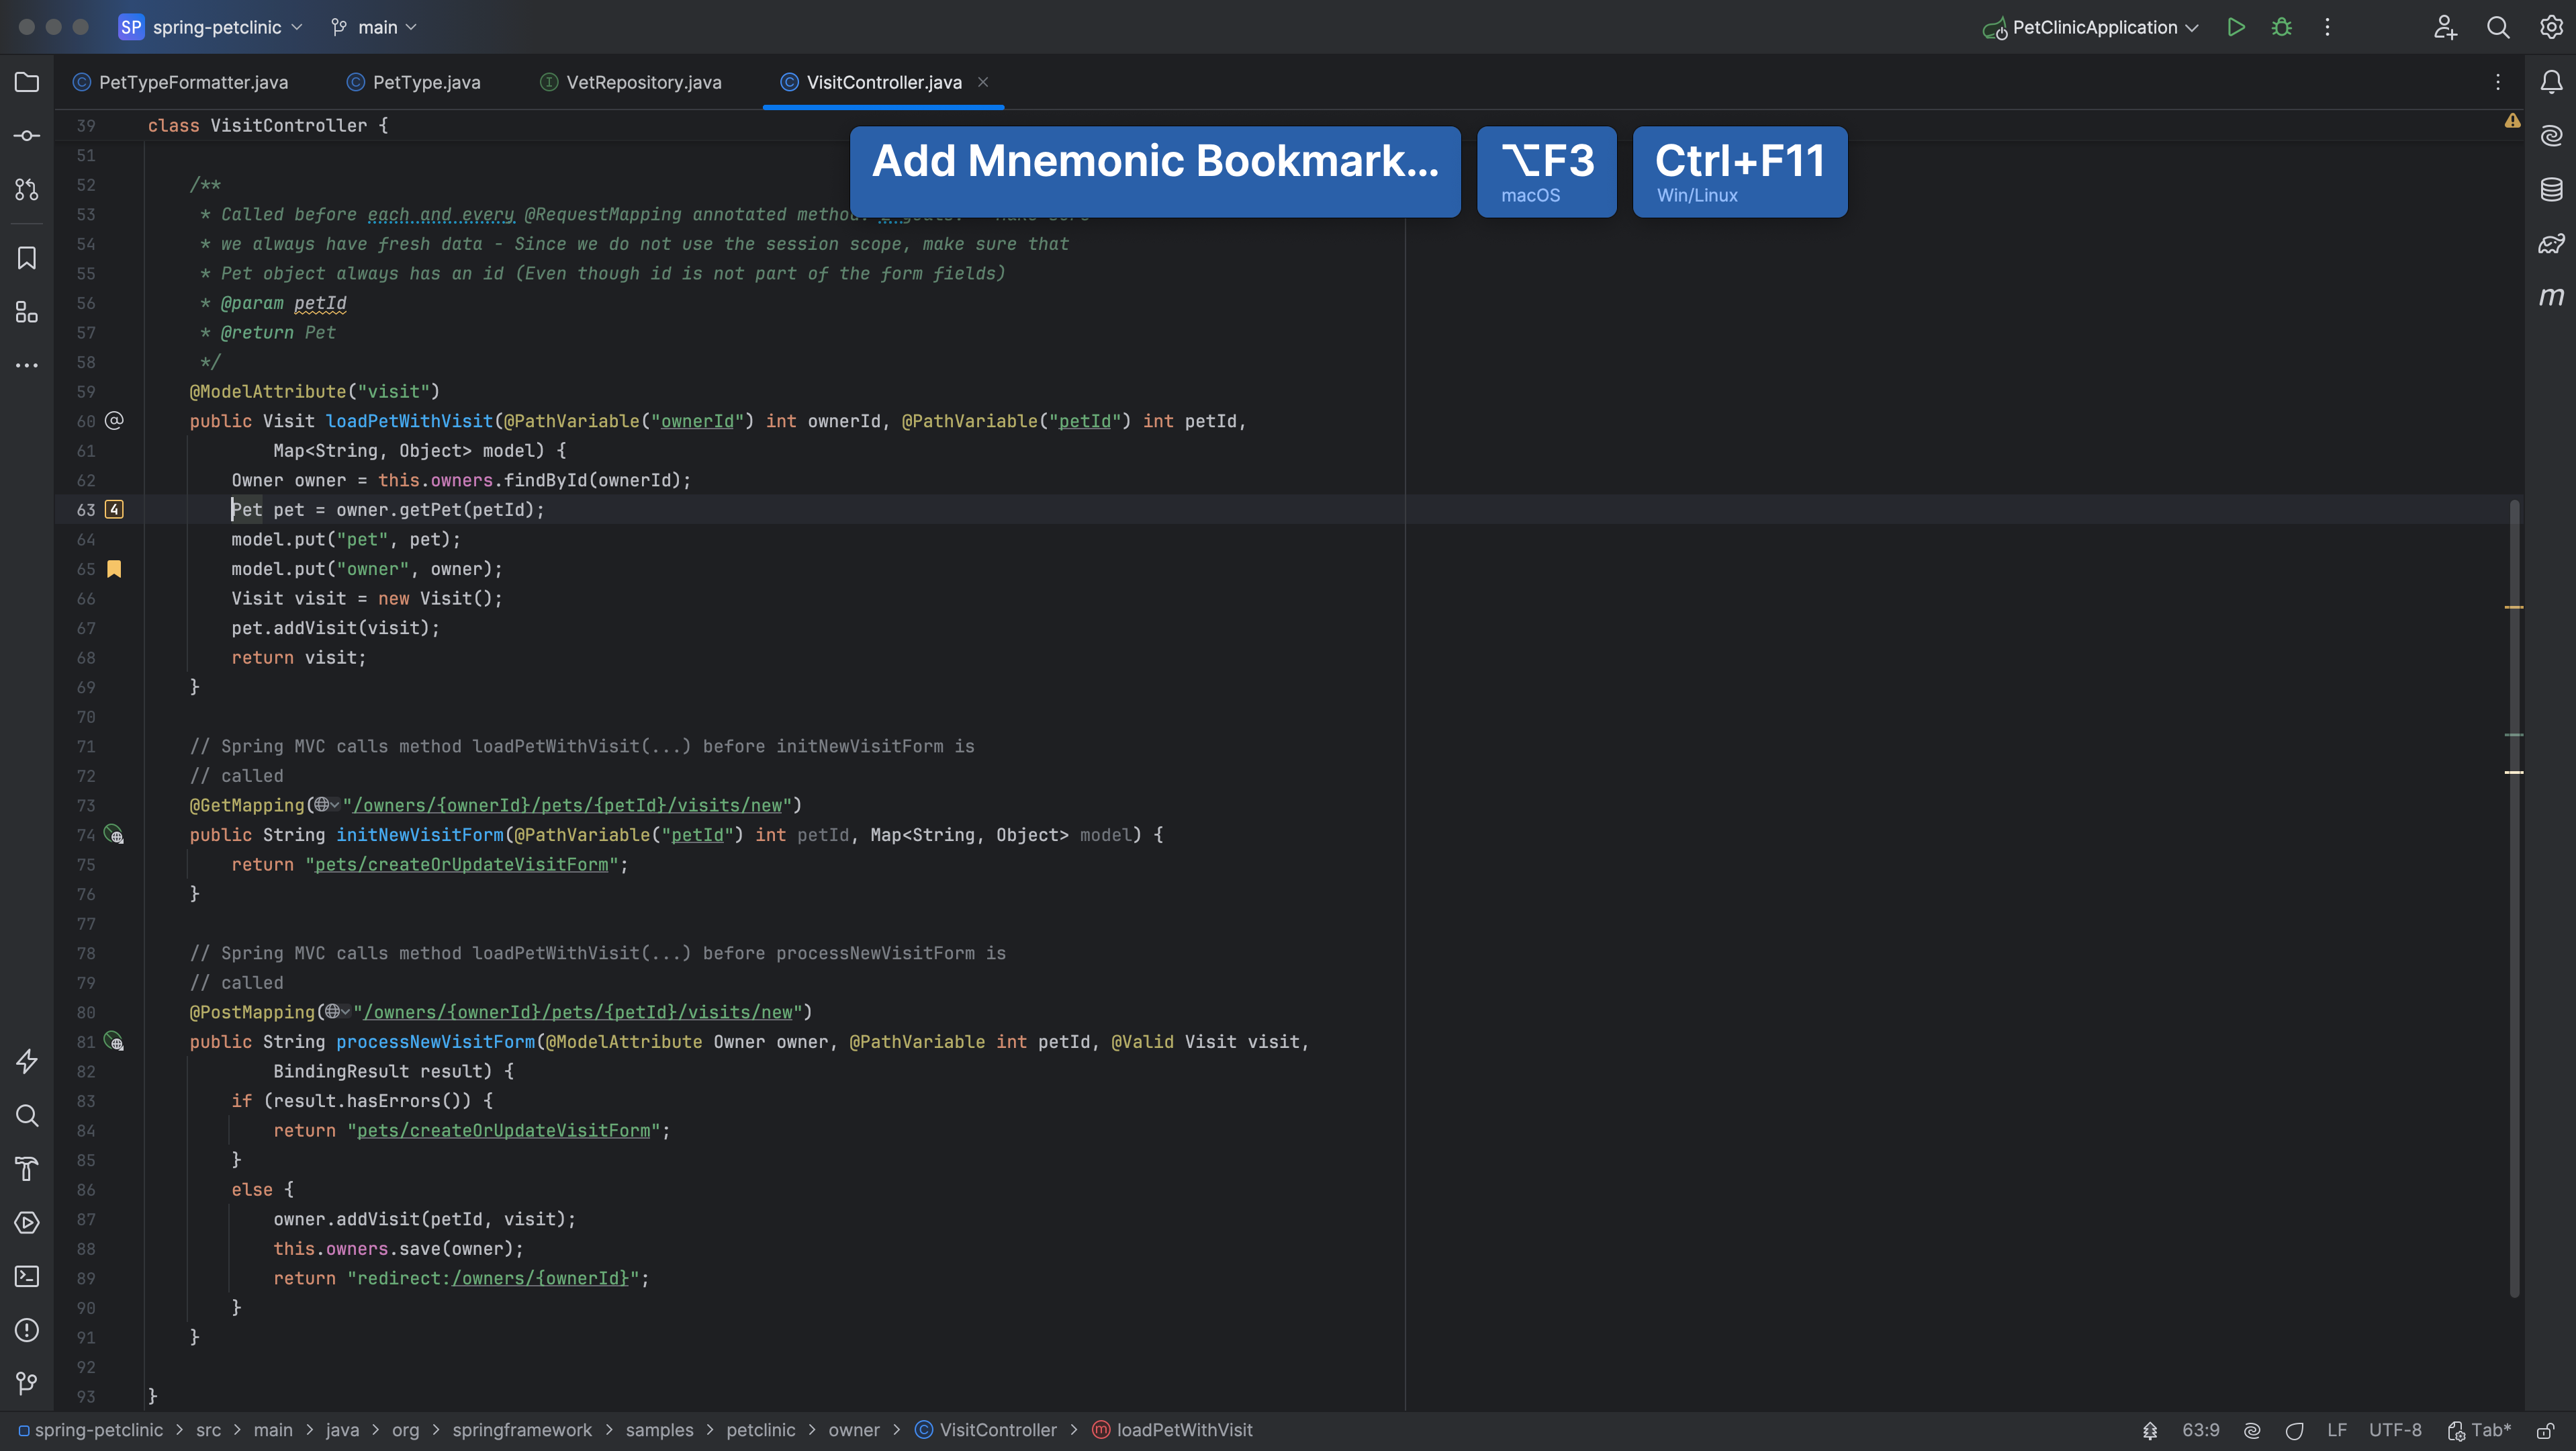 SP spring-petclinic main PetClinicApplication
PetTypeFormatter.java PetType.java VetRepository.java VisitController.java
39 class VisitController {
Add Mnemonic Bookmark... ⌥F3 Ctrl+F11
macOS Win/Linux
51
52 /**
53 * Called before each and every @RequestMapping annotated method.
54 * we always have fresh data - Since we do not use the session scope, make sure that
55 * Pet object always has an id (Even though id is not part of the form fields)
56 * @param petId
57 * @return Pet
58 */
59 @ModelAttribute("visit")
60 public Visit loadPetWithVisit(@PathVariable("ownerId") int ownerId, @PathVariable("petId") int petId,
61 Map<String, Object> model) {
62 Owner owner = this.owners.findById(ownerId);
63 4 Pet pet = owner.getPet(petId);
64 model.put("pet", pet);
65 model.put("owner", owner);
66 Visit visit = new Visit();
67 pet.addVisit(visit);
68 return visit;
69 }
70
71 // Spring MVC calls method loadPetWithVisit(...) before initNewVisitForm is
72 // called
73 @GetMapping("/owners/{ownerId}/pets/{petId}/visits/new")
74 public String initNewVisitForm(@PathVariable("petId") int petId, Map<String, Object> model) {
75 return "pets/createOrUpdateVisitForm";
76 }
77
78 // Spring MVC calls method loadPetWithVisit(...) before processNewVisitForm is
79 // called
80 @PostMapping("/owners/{ownerId}/pets/{petId}/visits/new")
81 public String processNewVisitForm(@ModelAttribute Owner owner, @PathVariable int petId, @Valid Visit visit,
82 BindingResult result) {
83 if (result.hasErrors()) {
84 return "pets/createOrUpdateVisitForm";
85 }
86 else {
87 owner.addVisit(petId, visit);
88 this.owners.save(owner);
89 return "redirect:/owners/{ownerId}";
90 }
91 }
92
93 }
spring-petclinic > src > main > java > org > springframework > samples > petclinic > owner > VisitController > loadPetWithVisit 63:9 LF UTF-8 Tab*